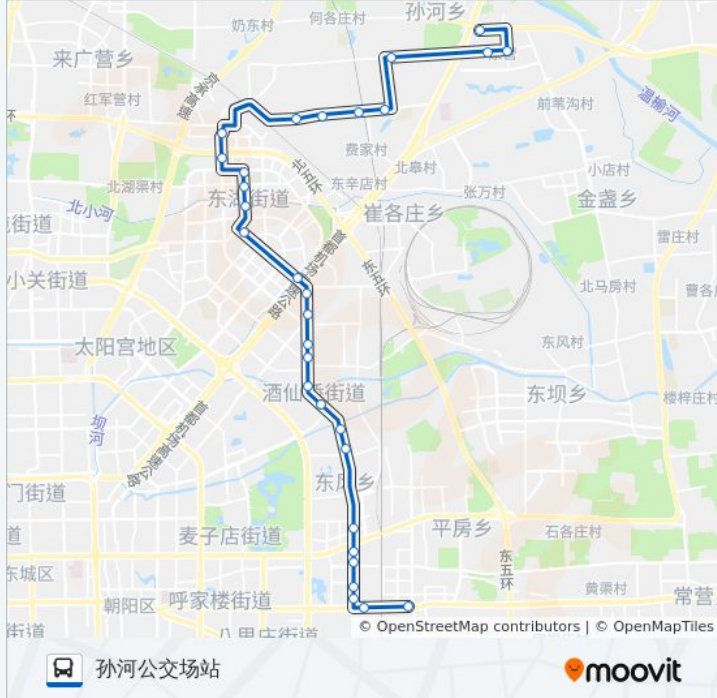 孙河乡
奶东村
何各庄村
来广营乡
京承高速
红军营村
前苇沟村
温榆河
环
费家村
北皋村
北五环
小店村
北湖渠村
东辛店村
张万村
东湖街道
金盏乡
北小河
崔各庄乡
街道
首都机场高速公路
雷庄村
东五环
小关街道
北马房村
曹各
太阳宫地区
东风村
酒仙桥街道
东坝乡
楼梓庄村
坝河
首都机场高速公路
东风乡
门街道
平房乡
石各庄村
道
麦子店街道
东五环
东城区
黄渠村
朝阳区
呼家楼街道
常营
© OpenStreetMap contributors | © OpenMapTiles
街道
八里庄街道
孙河公交场站
moovit